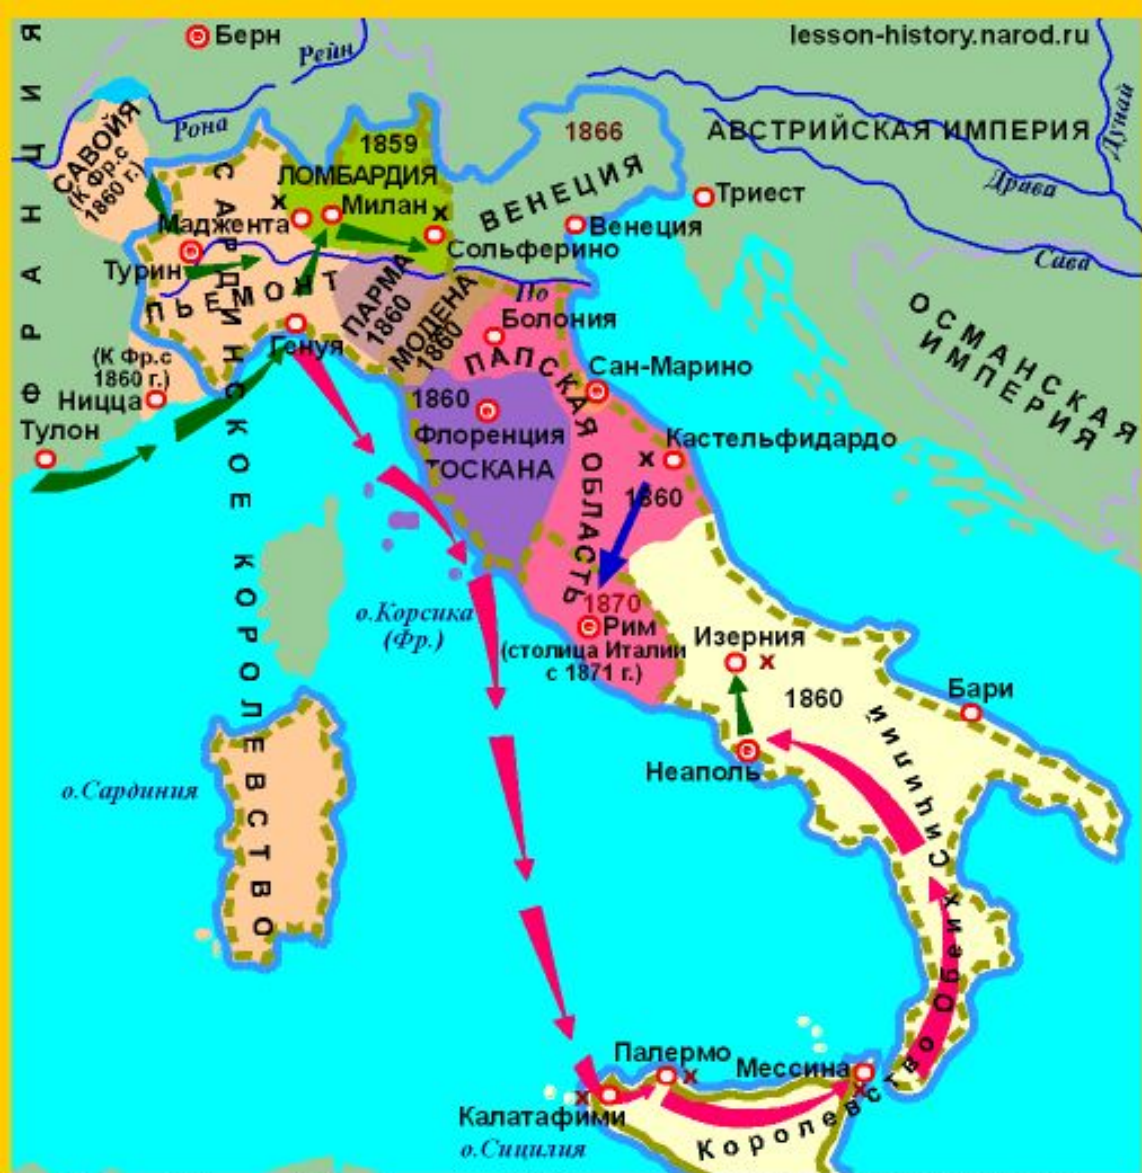 lesson-history.narod.ru
Берн
Рейн
ФРАНЦИЯ
Рона
САВОЙЯ
(К Фр.с
1860 г.)
1859
ЛОМБАРДИЯ
Милан
Маджента
Сольферино
1866
ВЕНЕЦИЯ
Венеция
АВСТРИЙСКАЯ ИМПЕРИЯ
Дунай
Драва
Триест
Сава
Турин
ПЬЕМОНТ
САРДИНСКОЕ КОРОЛЕВСТВО
ПАРМА
1860
МОДЕНА
1860
По
Болония
Генуя
(К Фр.с
1860 г.)
Ницца
Тулон
ОСМАНСКАЯ
ИМПЕРИЯ
ПАПСКАЯ ОБЛАСТЬ
Сан-Марино
1860
Флоренция
ТОСКАНА
Кастельфидардо
1860
1870
Рим
(столица Италии
с 1871 г.)
о.Корсика
(Фр.)
Изерния
1860
Бари
Неаполь
о.Сардиния
Королевство Обеих Сицилий
Палермо
Мессина
Калатафими
о.Сицилия